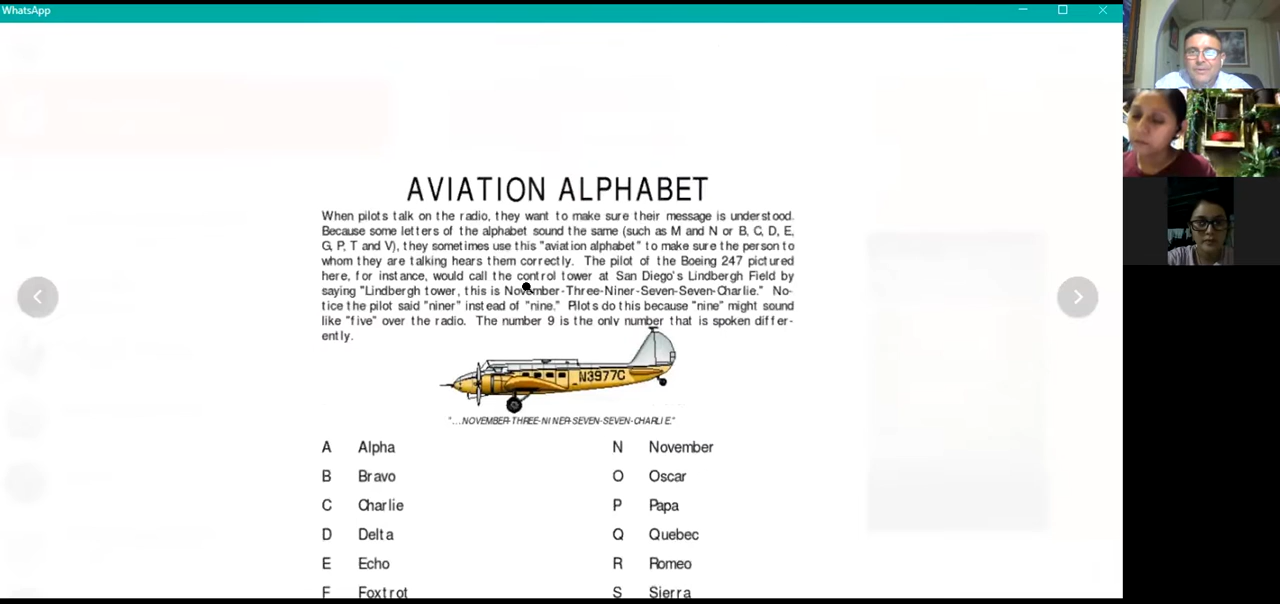 WhatsApp
AVIATION ALPHABET
When pilots talk on the radio, they want to make sure their message is understood.
Because some letters of the alphabet sound the same (such as M and N or B, C, D, E,
G, P, T and V), they sometimes use this "aviation alphabet" to make sure the person to
whom they are talking hears them correctly. The pilot of the Boeing 247 pictured
here, for instance, would call the control tower at San Diego's Lindbergh Field by
saying "Lindbergh tower, this is November-Three-Niner-Seven-Seven-Charlie." No-
tice the pilot said "niner" instead of "nine." Pilots do this because "nine" might sound
like "five" over the radio. The number 9 is the only number that is spoken differ-
ently.
N3977C
"...NOVEMBER-THREE-NINER-SEVEN-SEVEN-CHARLIE."
A Alpha
B Bravo
C Charlie
D Delta
E Echo
F Foxtrot
N November
O Oscar
P Papa
Q Quebec
R Romeo
S Sierra